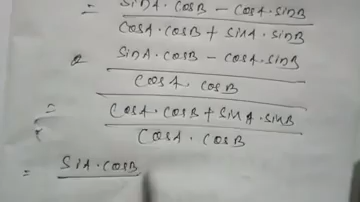 = SinA · CosB - CosA · SinB
CosA · CosB + SinA · SinB
SinA · CosB - CosA · SinB
CosA · CosB
= CosA · CosB + SinA · SinB
CosA · CosB
= SiA · CosB